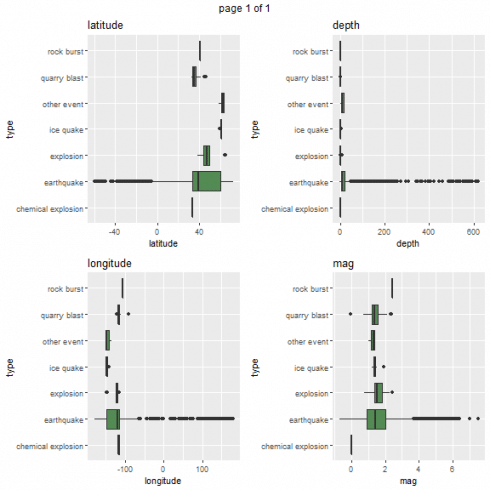 page 1 of 1
latitude
type
rock burst
quarry blast
other event
ice quake
explosion
earthquake
chemical explosion
-40
0
40
latitude
depth
type
rock burst
quarry blast
other event
ice quake
explosion
earthquake
chemical explosion
0
200
400
600
depth
longitude
type
rock burst
quarry blast
other event
ice quake
explosion
earthquake
chemical explosion
-100
0
100
longitude
mag
type
rock burst
quarry blast
other event
ice quake
explosion
earthquake
chemical explosion
0
2
4
6
mag